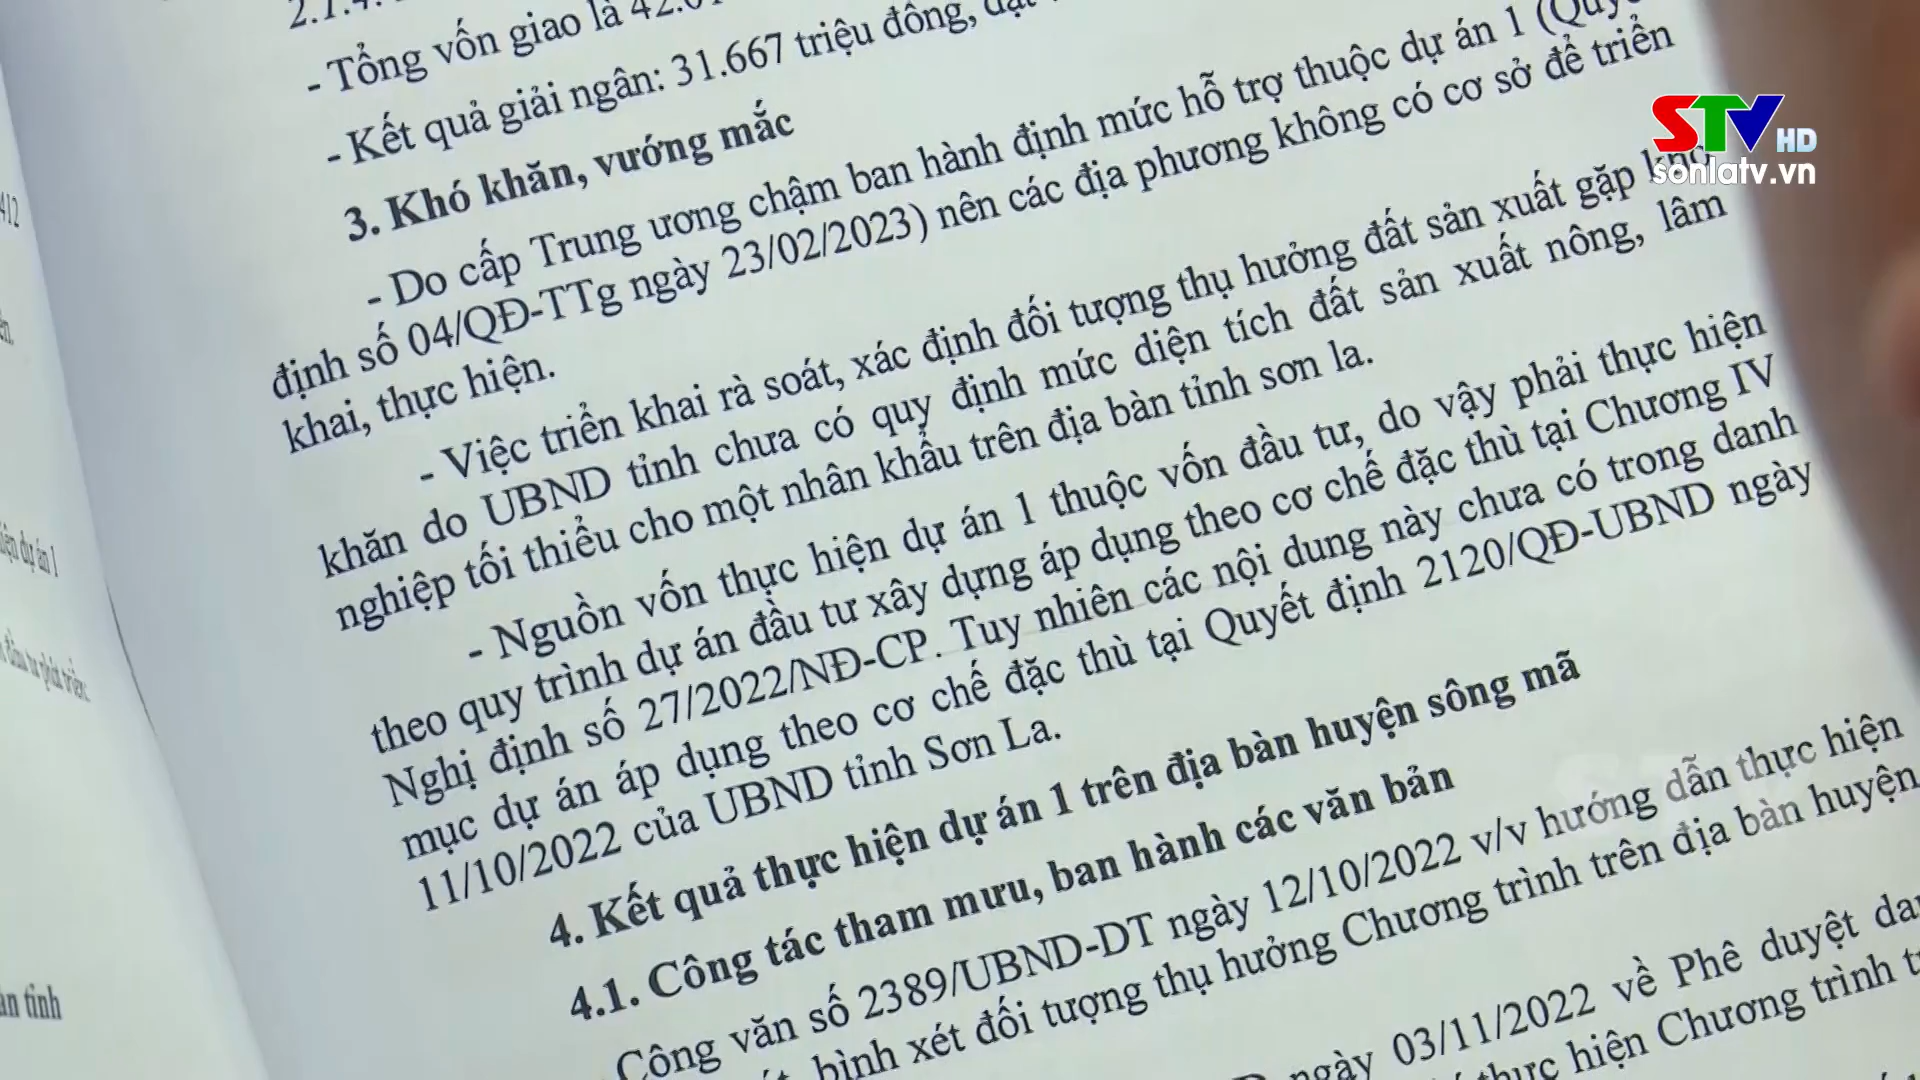 - Tổng vốn giao là
- Kết quả giải ngân: 31.667 triệu đồng,
3. Khó khăn, vướng mắc
- Do cấp Trung ương chậm ban hành định mức hỗ trợ thuộc dự án 1
định số 04/QĐ-TTg ngày 23/02/2023) nên các địa phương không có cơ sở để triển
khai, thực hiện.
- Việc triển khai rà soát, xác định đối tượng thụ hưởng đất sản xuất gặp
khăn do UBND tỉnh chưa có quy định mức diện tích đất sản xuất nông, lâm
nghiệp tối thiểu cho một nhân khẩu trên địa bàn tỉnh sơn la.
- Nguồn vốn thực hiện dự án 1 thuộc vốn đầu tư, do vậy phải thực hiện
theo quy trình dự án đầu tư xây dựng áp dụng theo cơ chế đặc thù tại Chương IV
Nghị định số 27/2022/NĐ-CP. Tuy nhiên các nội dung này chưa có trong danh
mục dự án áp dụng theo cơ chế đặc thù tại Quyết định 2120/QĐ-UBND ngày
11/10/2022 của UBND tỉnh Sơn La.
4. Kết quả thực hiện dự án 1 trên địa bàn huyện sông mã
4.1. Công tác tham mưu, ban hành các văn bản
Công văn số 2389/UBND-DT ngày 12/10/2022 v/v hướng dẫn thực hiện
bình xét đối tượng thụ hưởng Chương trình trên địa bàn huyện
ngày 03/11/2022 về Phê duyệt
thực hiện Chương trình
412
dự án 1
đầu tư phát triển
tỉnh
STV HD
sonlatv.vn